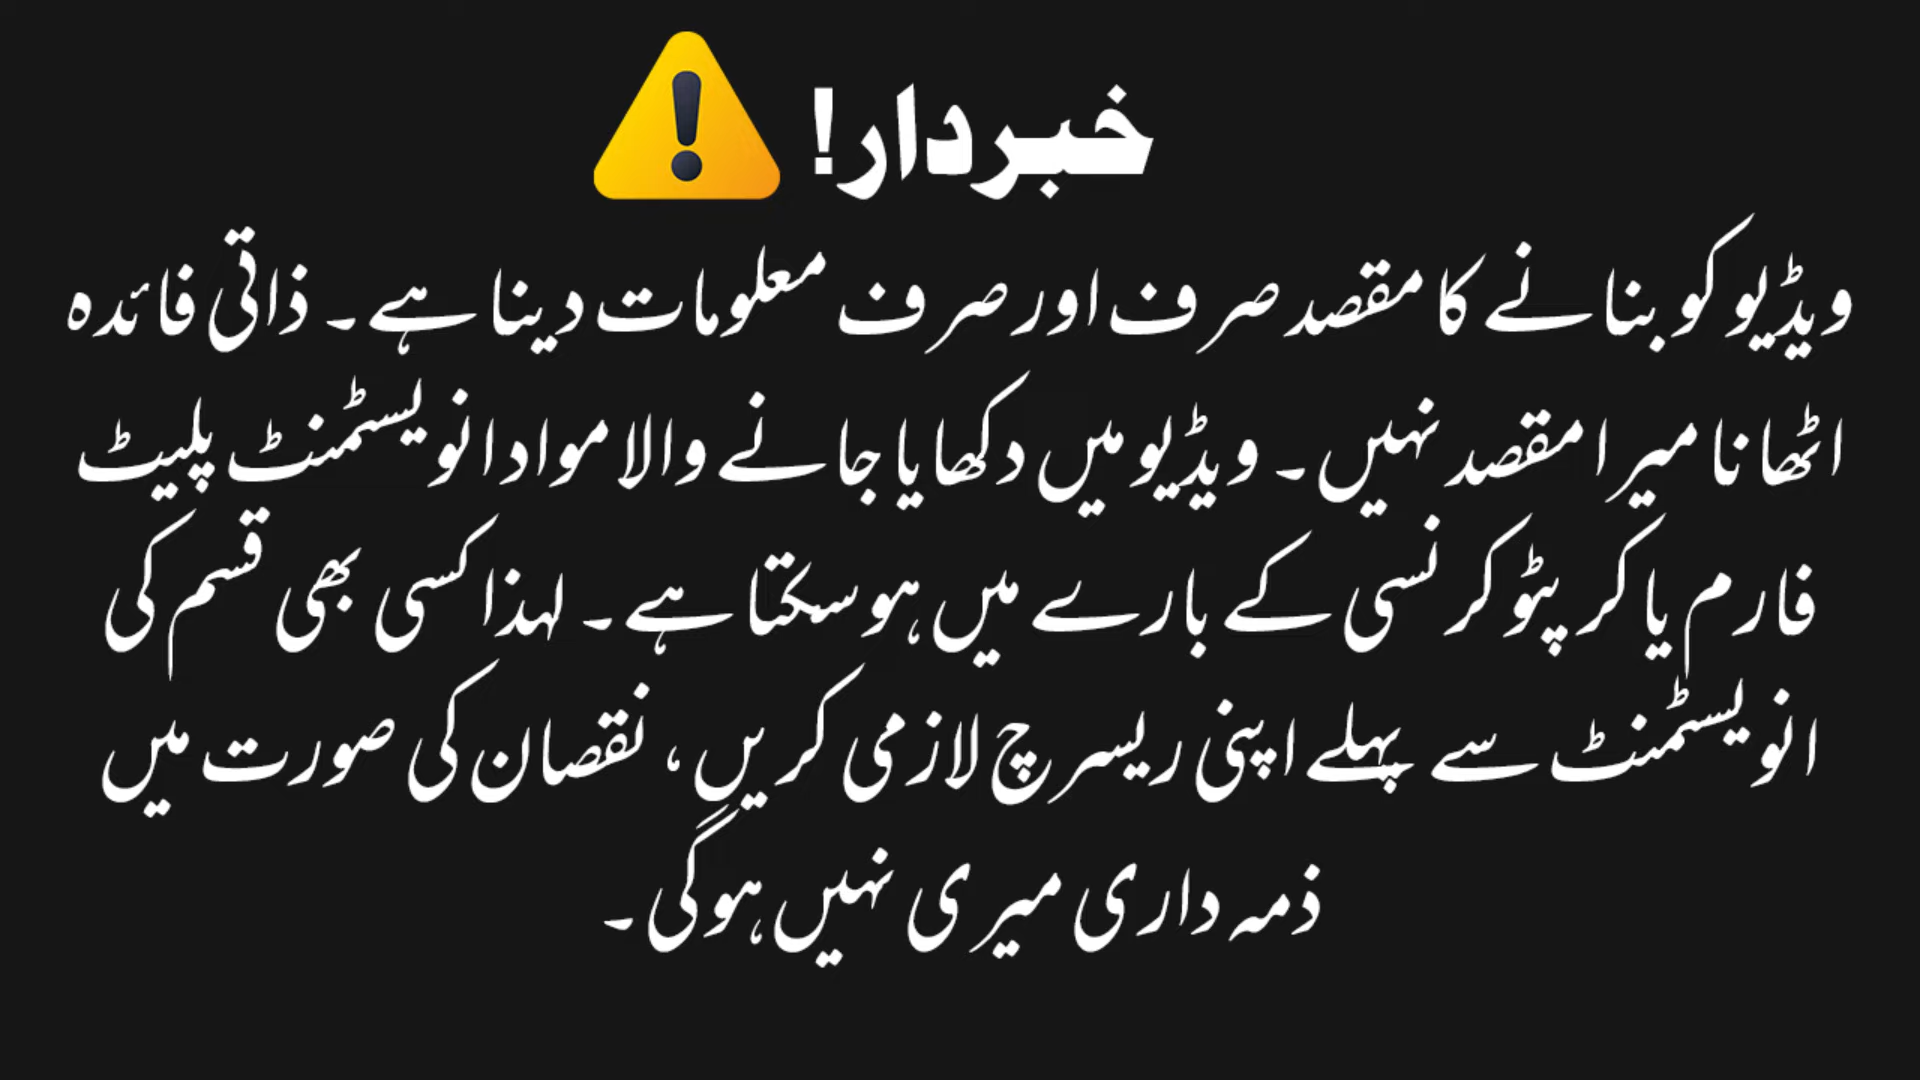 خبردار!
ویڈیو کو بنانے کا مقصد صرف اور صرف معلومات دینا ہے۔ ذاتی فائدہ
اٹھانا میرا مقصد نہیں۔ ویڈیو میں دکھایا جانے والا مواد انویسٹمنٹ پلیٹ
فارم یا کرپٹو کرنسی کے بارے میں ہو سکتا ہے۔ لہذا کسی بھی قسم کی
انویسٹمنٹ سے پہلے اپنی ریسرچ لازمی کریں، نقصان کی صورت میں
ذمہ داری میری نہیں ہوگی۔